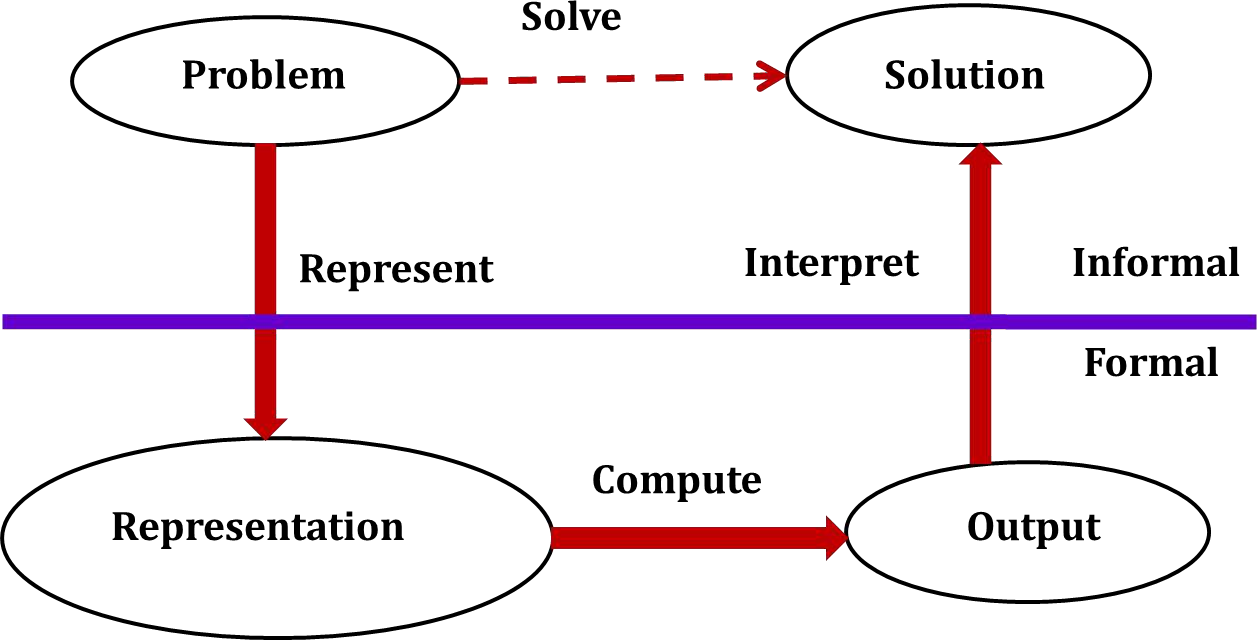 Solve
Problem
Solution
Represent
Interpret
Informal
Formal
Compute
Representation
Output